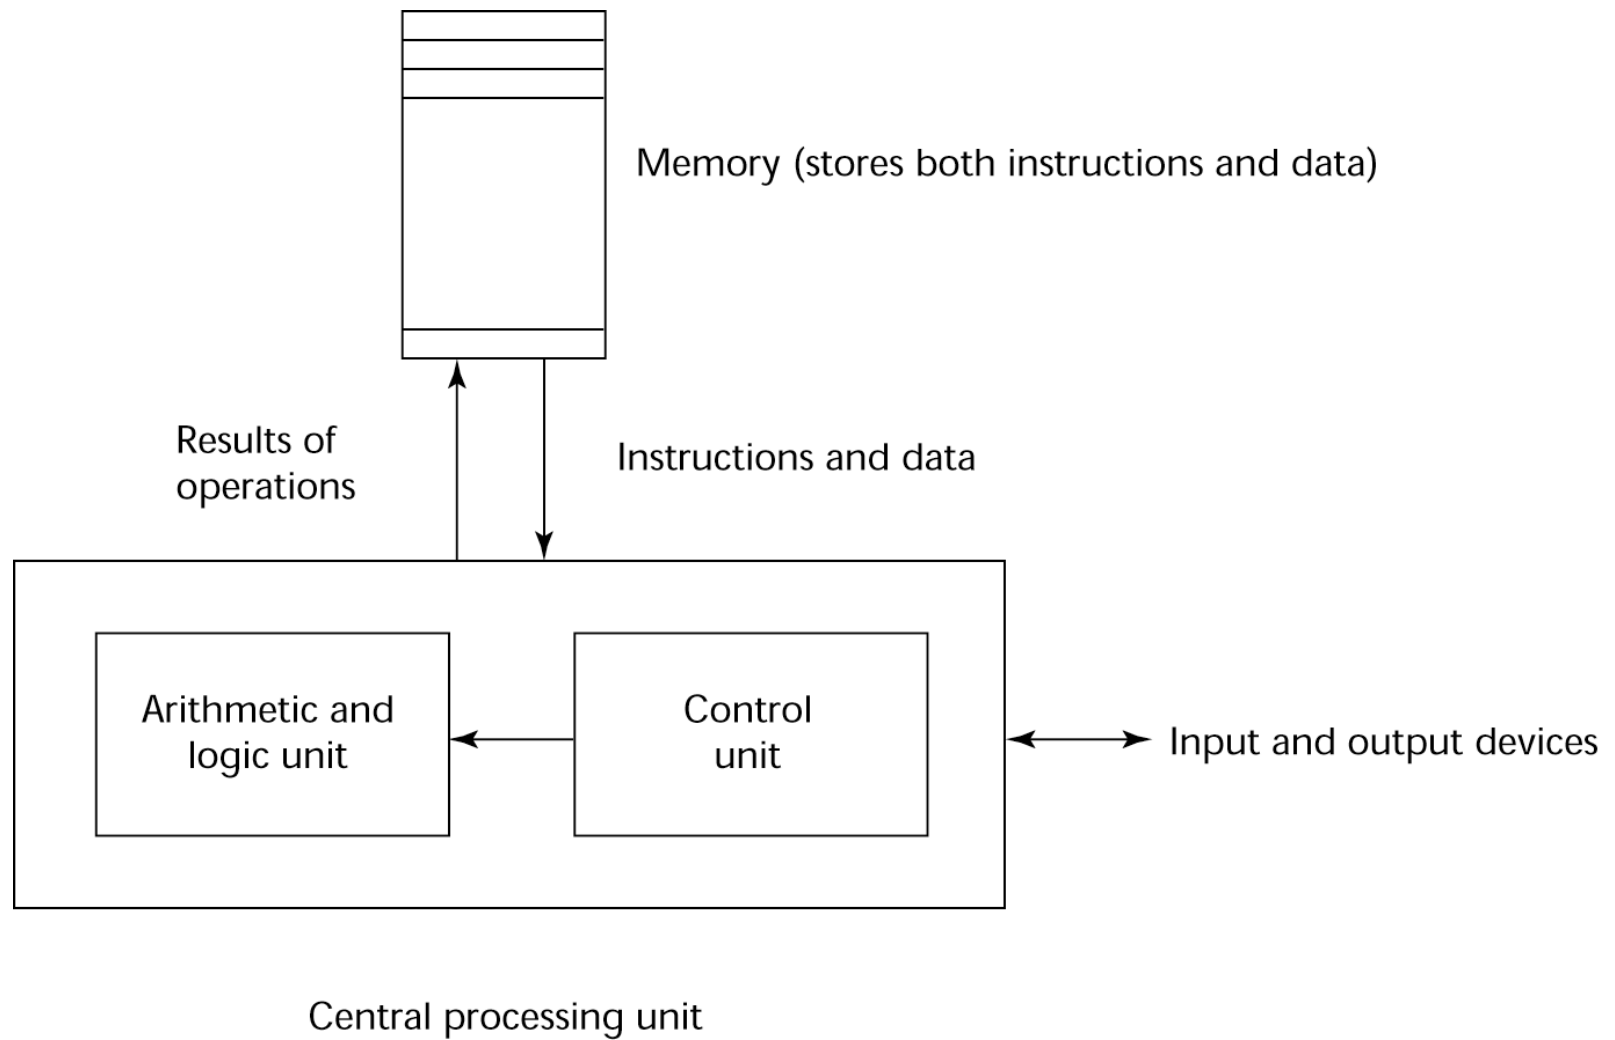 Memory (stores both instructions and data)
Results of
operations
Instructions and data
Arithmetic and
logic unit
Control
unit
Input and output devices
Central processing unit